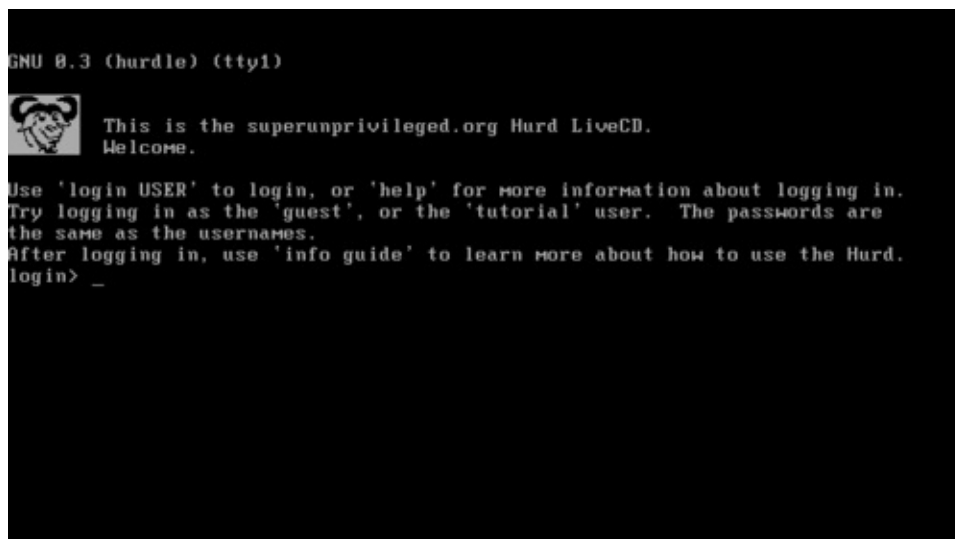 GNU 0.3 (hurdle) (tty1)
This is the superunprivileged.org Hurd LiveCD.
Welcome.
Use 'login USER' to login, or 'help' for more information about logging in.
Try logging in as the 'guest', or the 'tutorial' user.  The passwords are
the same as the usernames.
After logging in, use 'info guide' to learn more about how to use the Hurd.
login> _